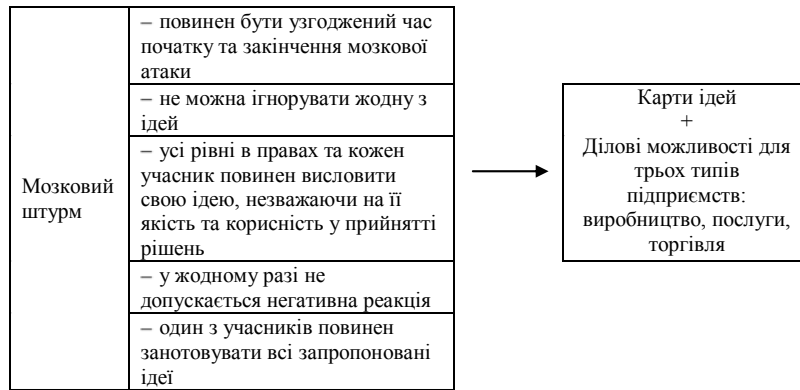 Мозковий
штурм
– повинен бути узгоджений час
початку та закінчення мозкової
атаки
– не можна ігнорувати жодну з
ідей
– усі рівні в правах та кожен
учасник повинен висловити
свою ідею, незважаючи на її
якість та корисність у прийнятті
рішень
– у жодному разі не
допускається негативна реакція
– один з учасників повинен
занотовувати всі запропоновані
ідеї
Карти ідей
+
Ділові можливості для
трьох типів
підприємств:
виробництво, послуги,
торгівля